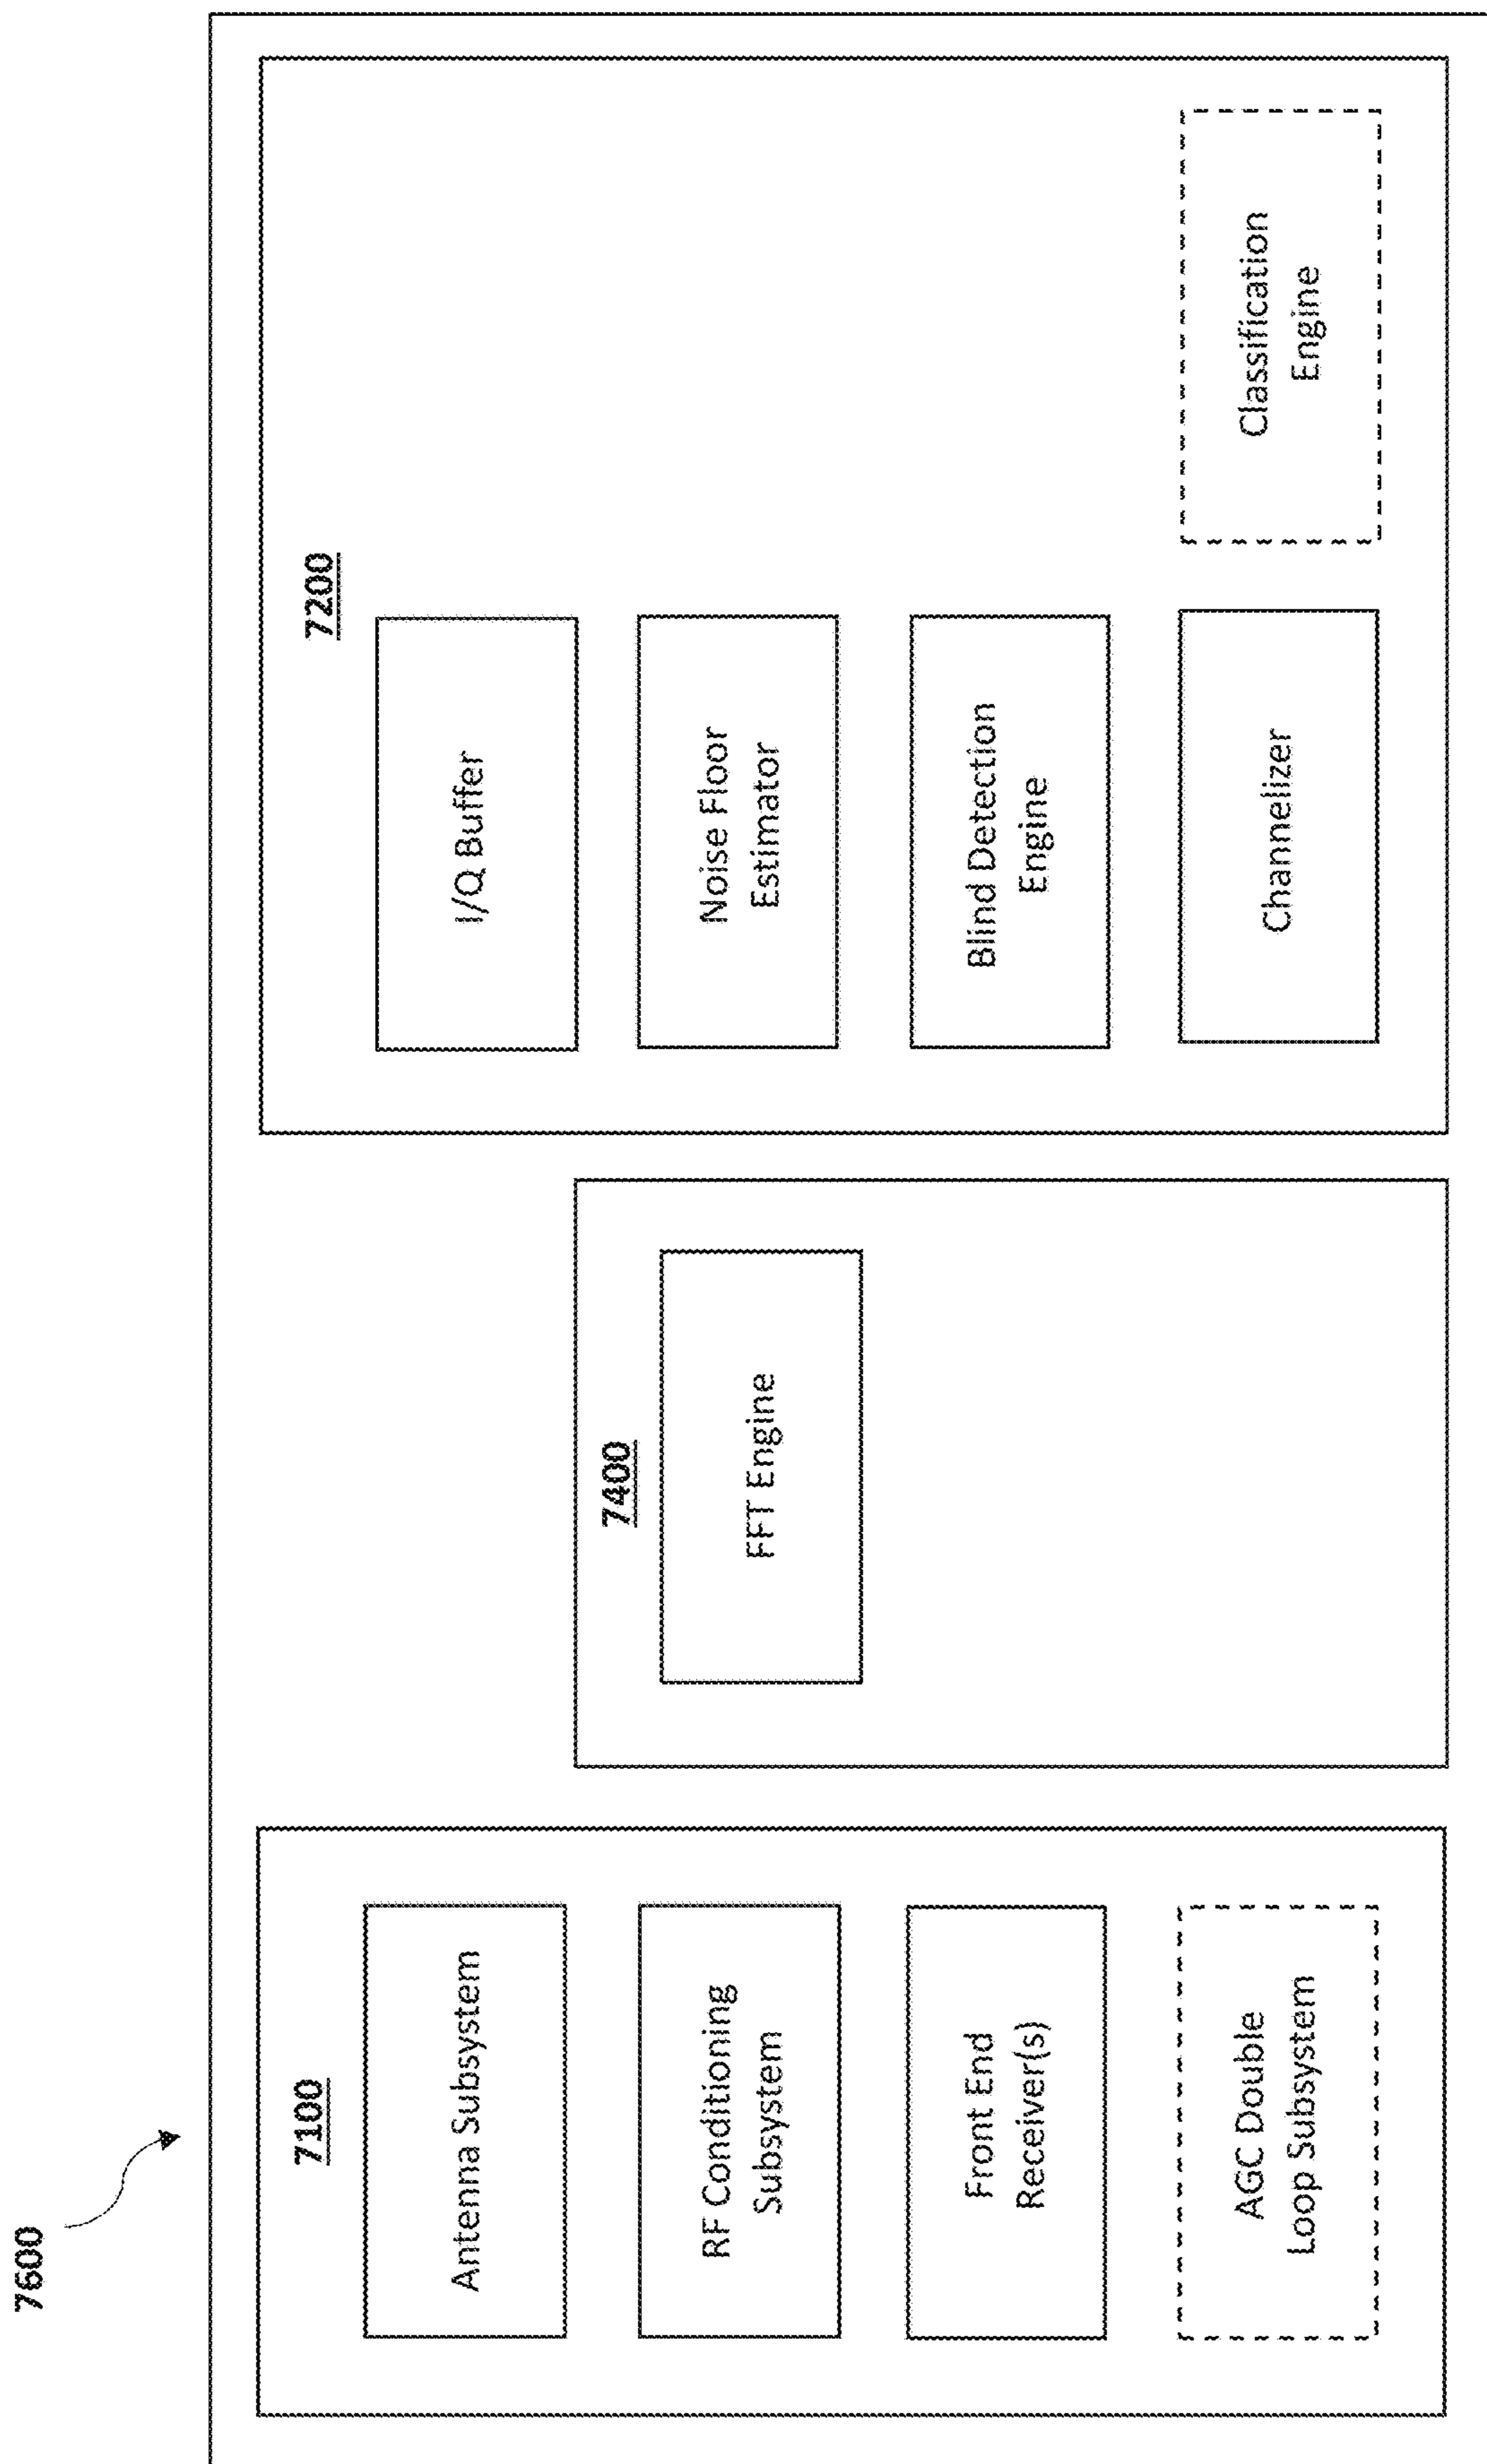 7600
7100
Antenna Subsystem
RF Conditioning
Subsystem
Front End
Receiver(s)
AGC Double
Loop Subsystem
7400
FFT Engine
7200
I/Q Buffer
Noise Floor
Estimator
Blind Detection
Engine
Channelizer
Classification
Engine